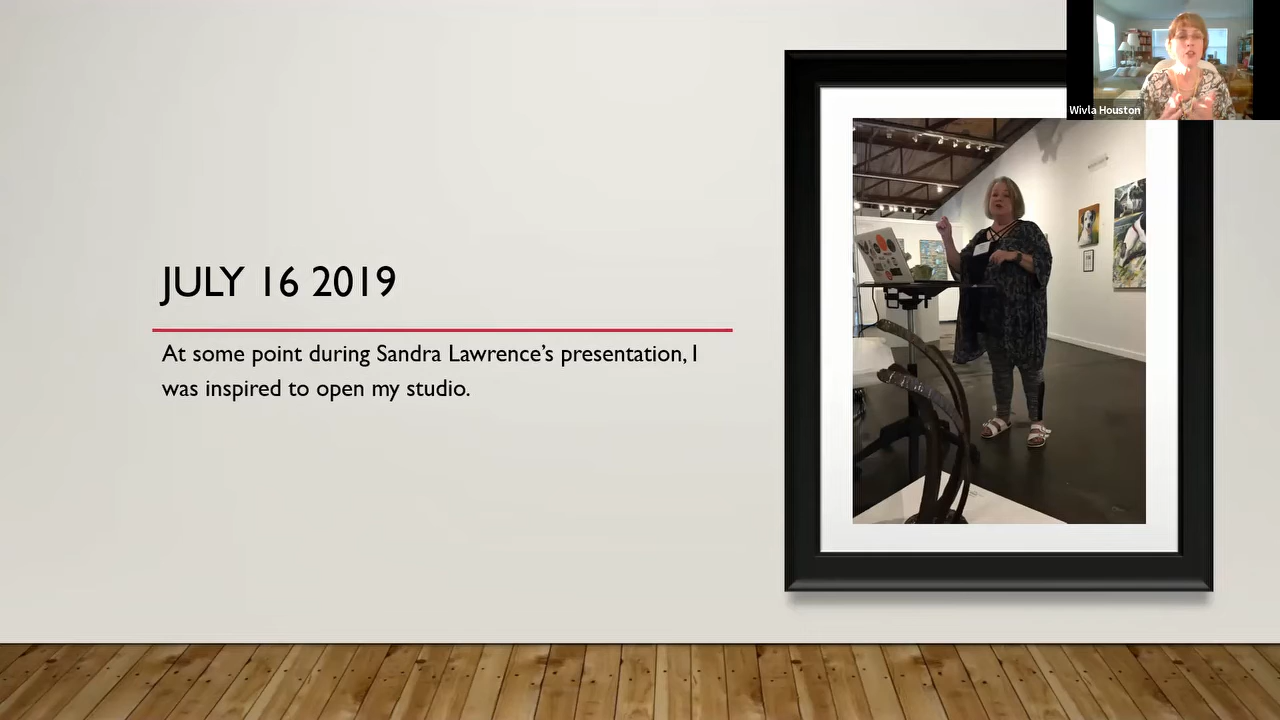 Wivla Houston
JULY 16 2019
At some point during Sandra Lawrence's presentation, I
was inspired to open my studio.